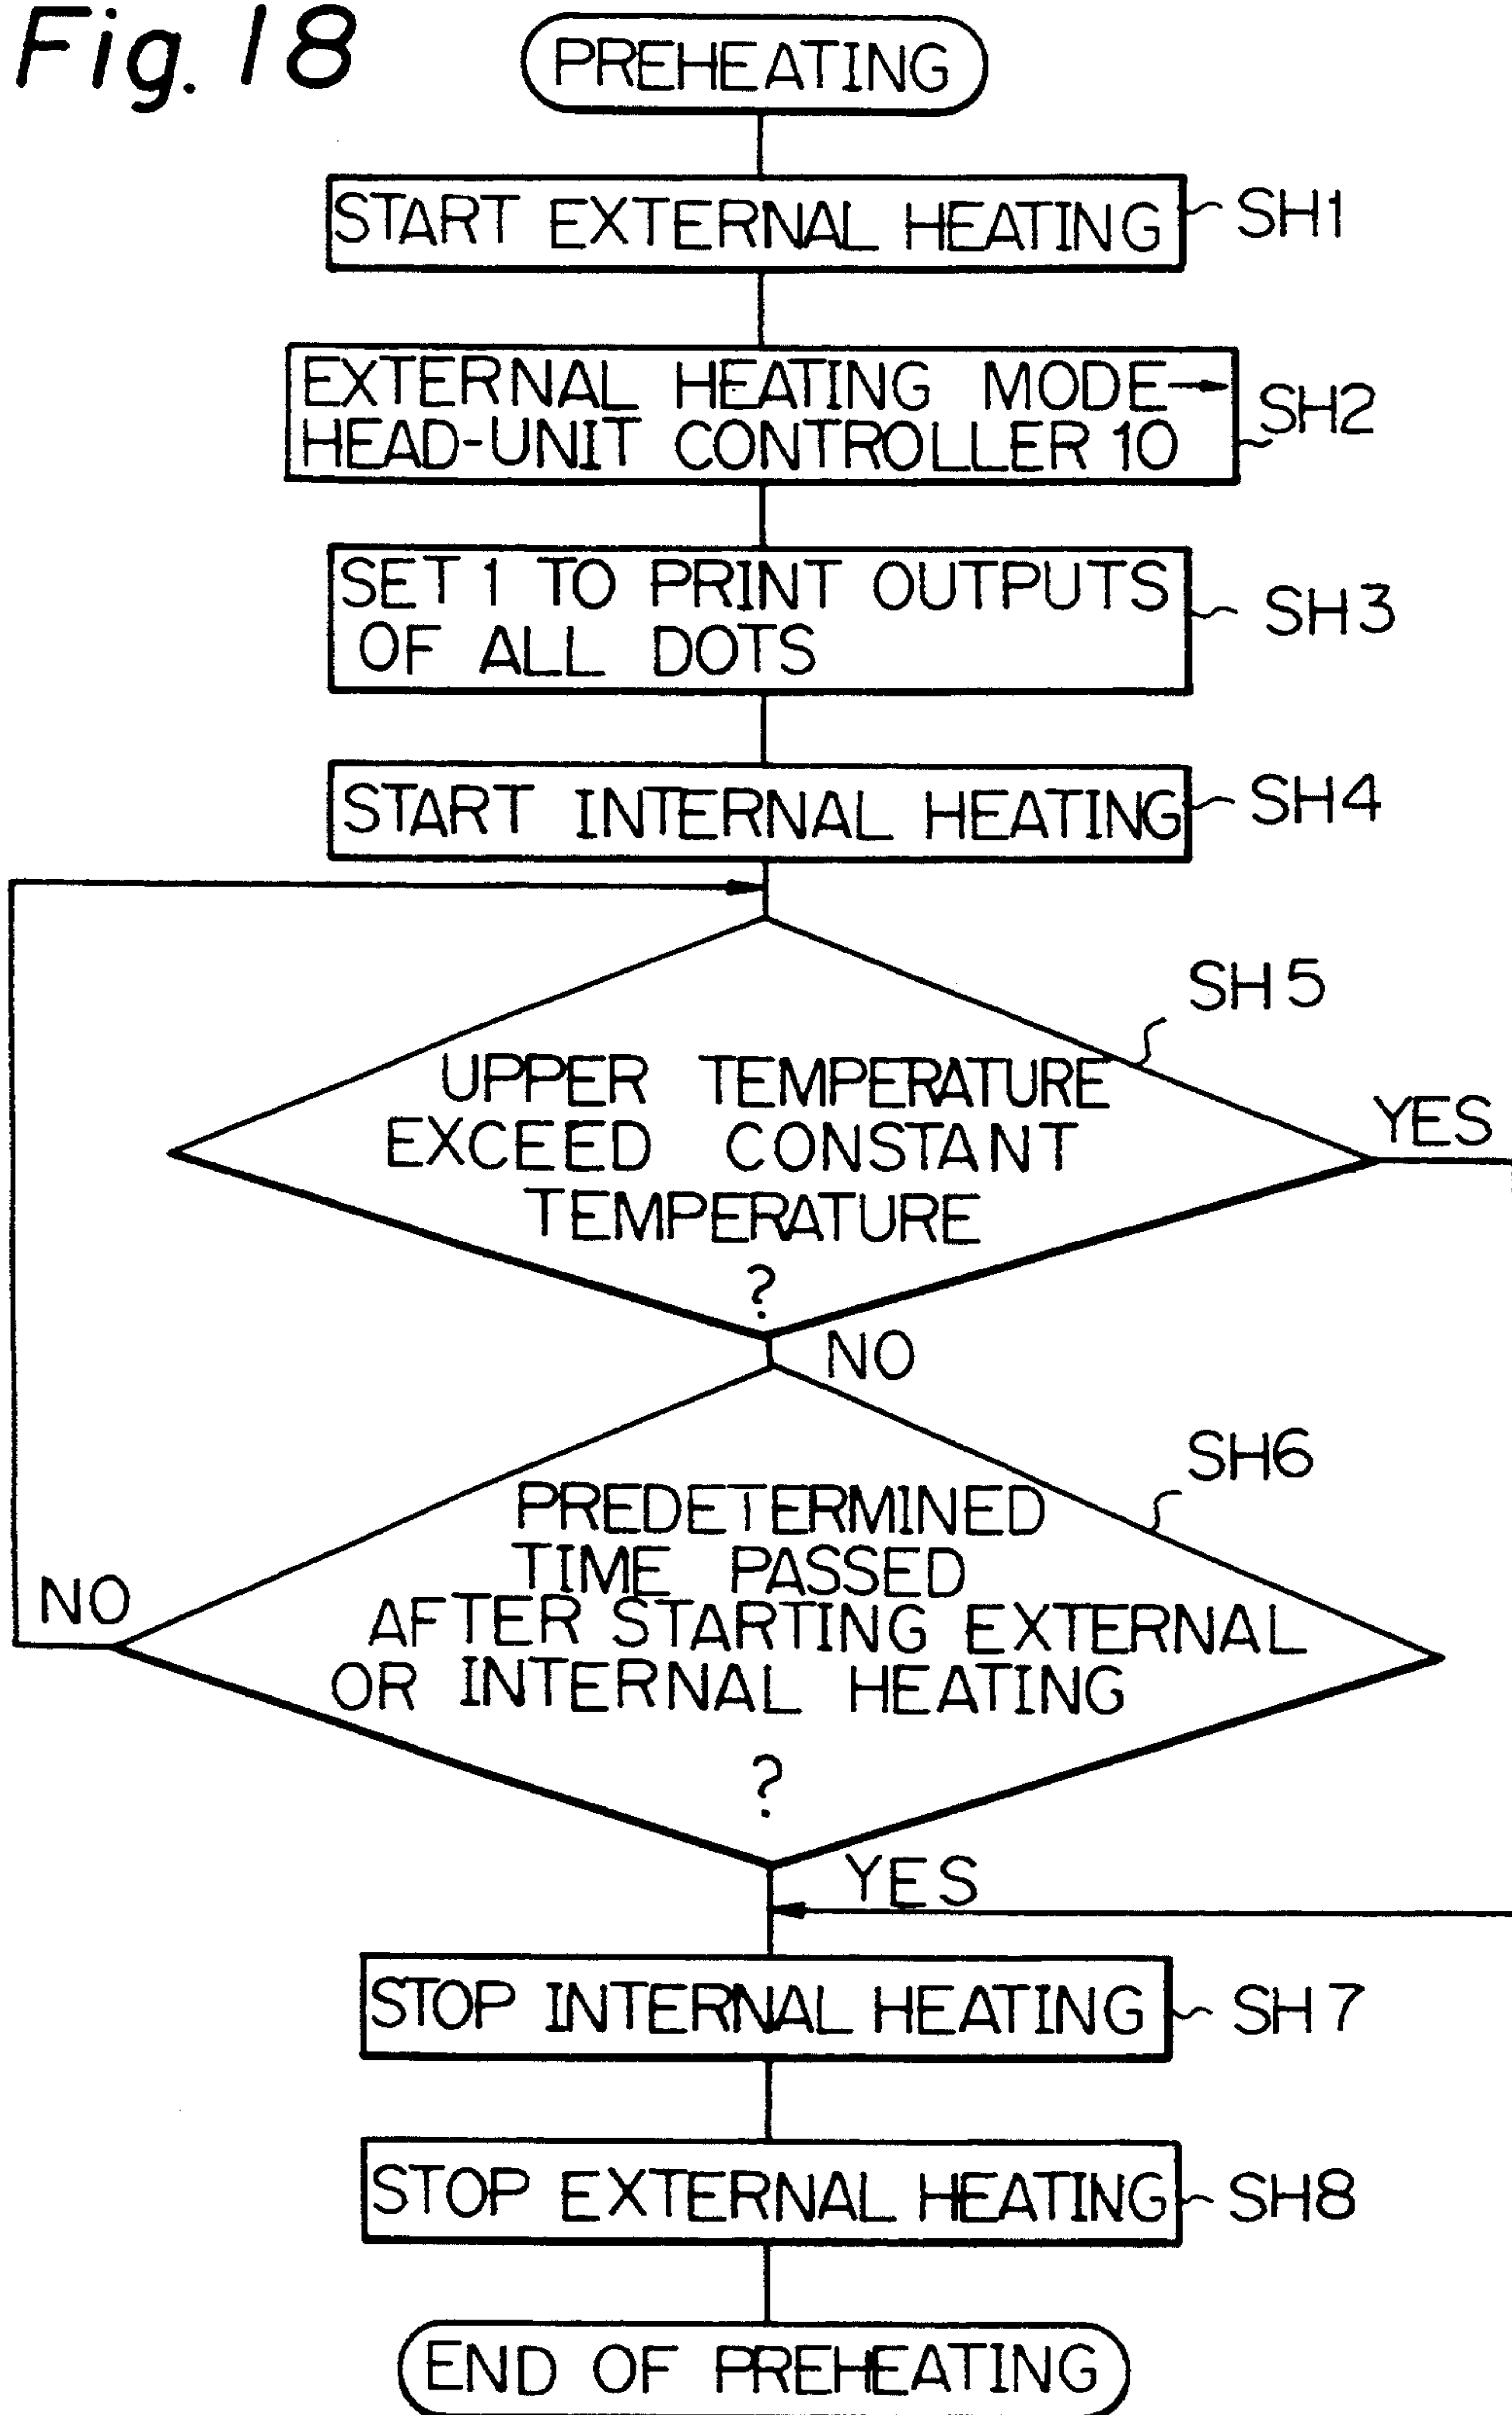 Fig. 18
PREHEATING
START EXTERNAL HEATING
SH1
EXTERNAL HEATING MODE→
HEAD-UNIT CONTROLLER 10
SH2
SET 1 TO PRINT OUTPUTS
OF ALL DOTS
SH3
START INTERNAL HEATING
SH4
SH5
UPPER TEMPERATURE
EXCEED CONSTANT
TEMPERATURE
?
YES
NO
SH6
PREDETERMINED
TIME PASSED
AFTER STARTING EXTERNAL
OR INTERNAL HEATING
?
NO
YES
STOP INTERNAL HEATING
SH7
STOP EXTERNAL HEATING
SH8
END OF PREHEATING